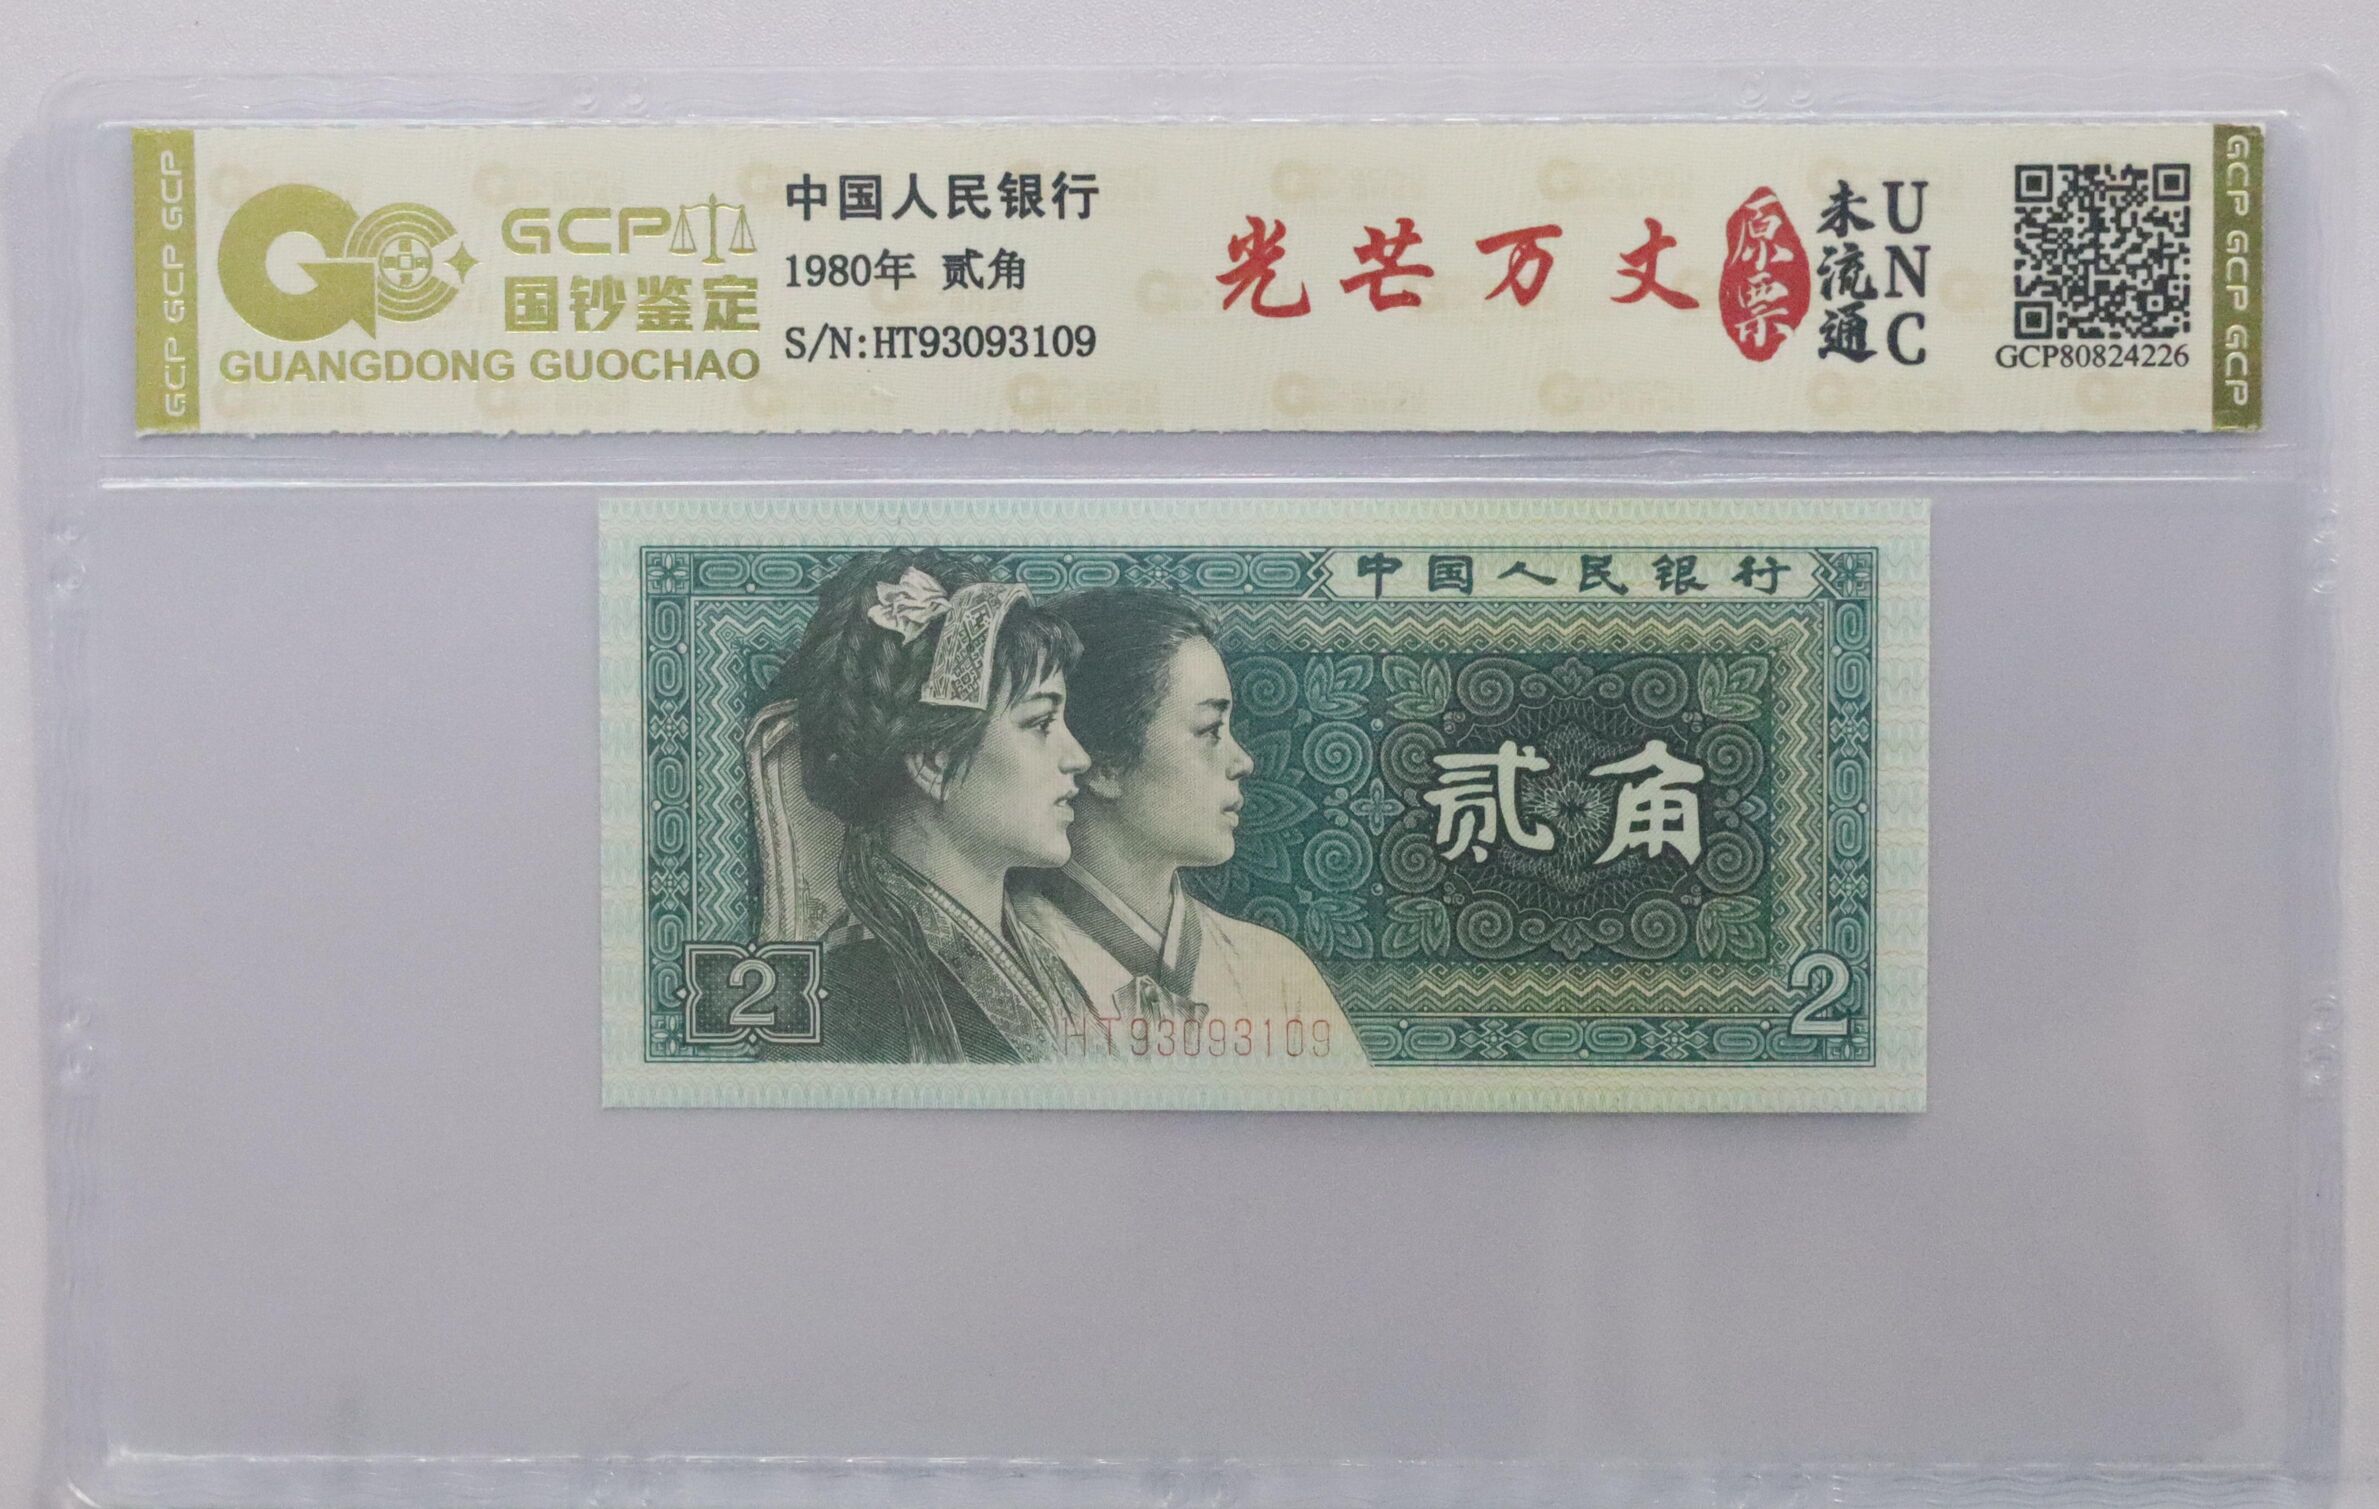 GCP GCP GCP
GCP
国钞鉴定
GUANGDONG GUOCHAO
中国人民银行
1980年 贰角
S/N:HT93093109
光芒万丈
原票
未流通
UNC
GCP80824226
GCP GCP GCP
中国人民银行
贰角
2
2
HT93093109